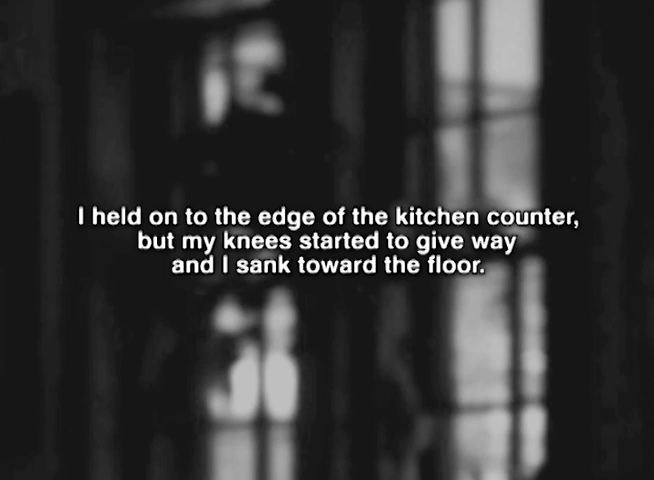 I held on to the edge of the kitchen counter,
but my knees started to give way
and I sank toward the floor.